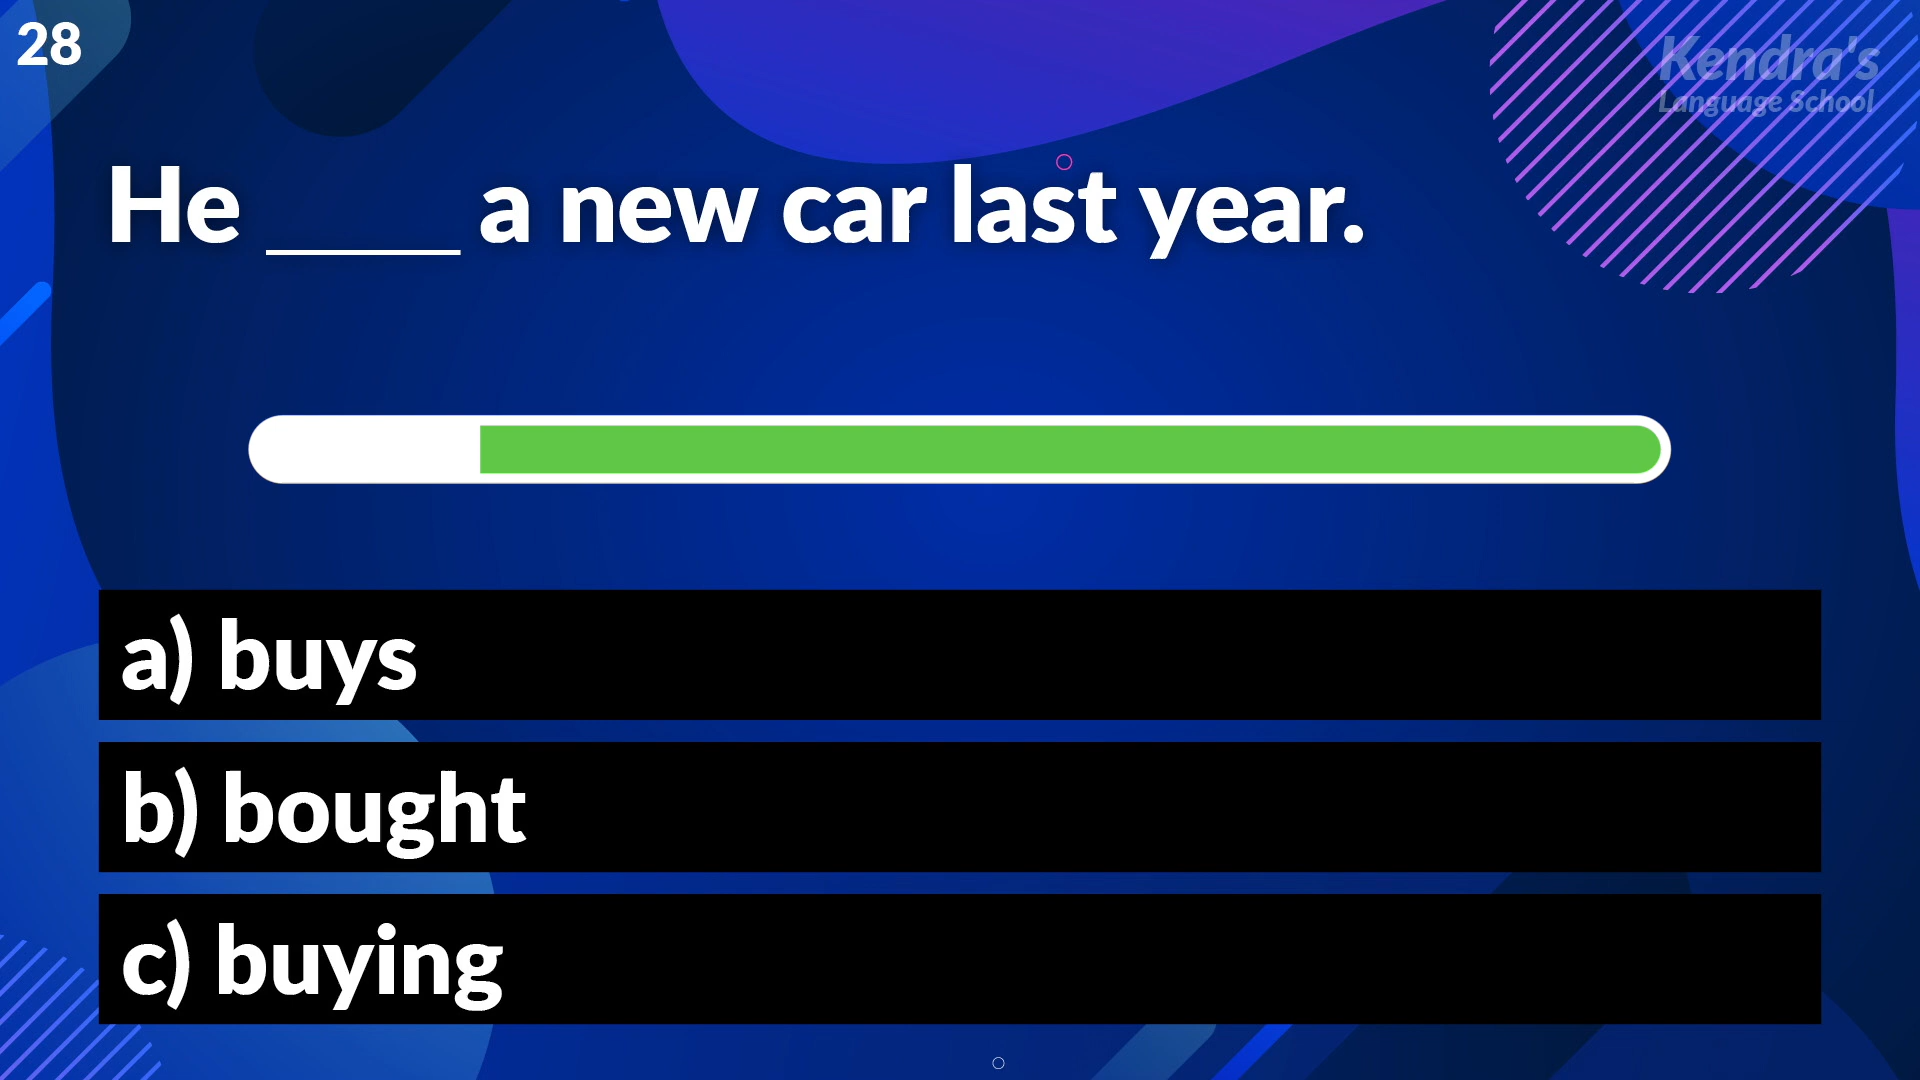 28
Kendra's
Language School
He ____ a new car last year.
a) buys
b) bought
c) buying